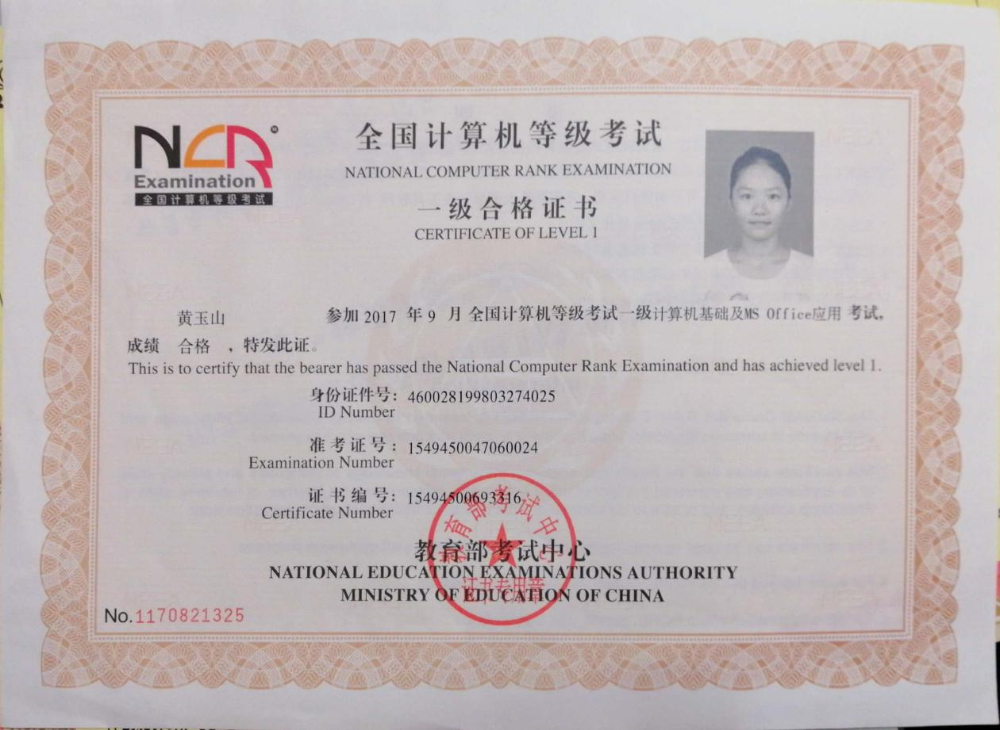 NCR
Examination
全国计算机等级考试
全国计算机等级考试
NATIONAL COMPUTER RANK EXAMINATION
一级合格证书
CERTIFICATE OF LEVEL 1
黄玉山 参加 2017 年 9 月 全国计算机等级考试一级计算机基础及MS Office应用 考试,
成绩 合格 ,特发此证。
This is to certify that the bearer has passed the National Computer Rank Examination and has achieved level 1.
身份证件号: 460028199803274025
ID Number
准考证号: 1549450047060024
Examination Number
证书编号: 15494500693316
Certificate Number
教育部考试中心
NATIONAL EDUCATION EXAMINATIONS AUTHORITY
MINISTRY OF EDUCATION OF CHINA
教育部考试中心
证书专用章
No.1170821325